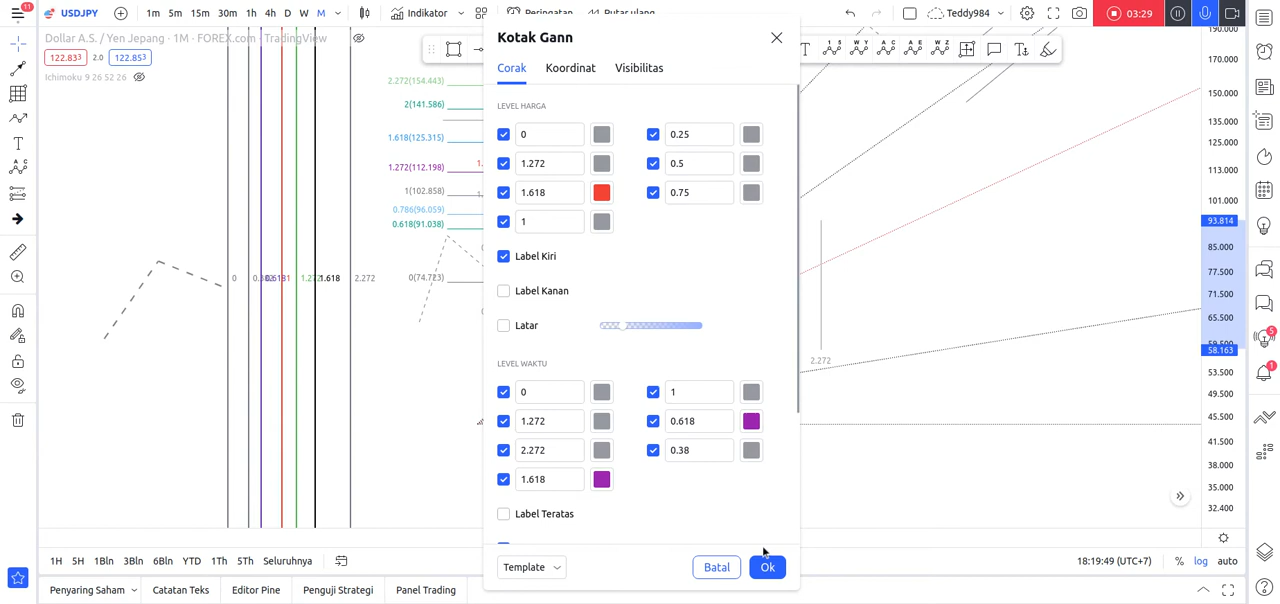 11
USDJPY
1m 5m 15m 30m 1h 4h D W M
Indikator
Peringatan
Putar ulang
Teddy984
03:29
Dollar A.S. / Yen Jepang · 1M · FOREX.com · TradingView
122.833 2.0 122.853
Ichimoku 9 26 52 26
2.272(154.443)
2(141.586)
1.618(125.315)
1.272(112.198)
1(102.858)
0.786(96.059)
0.618(91.038)
0(74.723)
0
1.618
2.272
Kotak Gann
Corak Koordinat Visibilitas
LEVEL HARGA
0 0.25
1.272 0.5
1.618 0.75
1
Label Kiri
Label Kanan
Latar
LEVEL WAKTU
0 1
1.272 0.618
2.272 0.38
1.618
Label Teratas
Template
Batal
Ok
2.272
190.000
170.000
150.000
135.000
125.000
113.000
101.000
93.814
85.000
77.500
71.500
65.500
58.163
53.500
49.500
45.500
41.500
38.000
35.000
32.400
5
1
1H 5H 1Bln 3Bln 6Bln YTD 1Th 5Th Seluruhnya
18:19:49 (UTC+7) % log auto
Penyaring Saham Catatan Teks Editor Pine Penguji Strategi Panel Trading